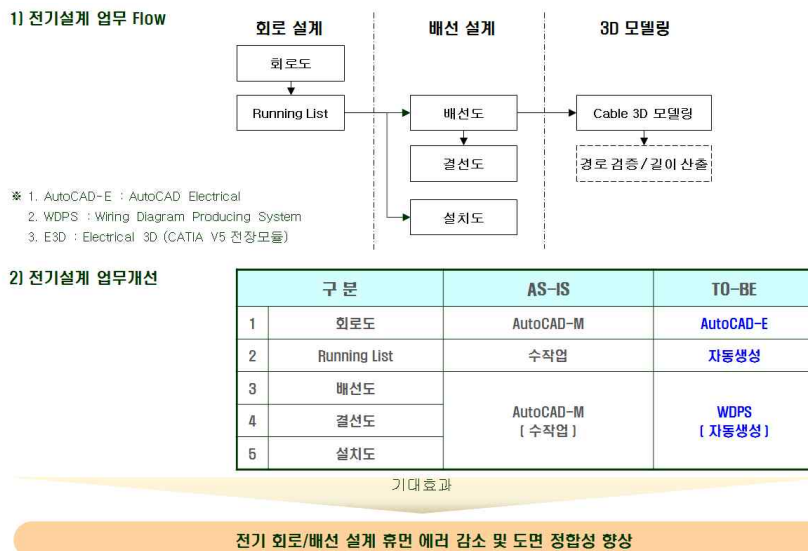 1) 전기설계 업무 Flow
회로 설계
배선 설계
3D 모델링
회로도
Running List
배선도
Cable 3D 모델링
결선도
경로 검증/길이 산출
설치도
※ 1. AutoCAD-E : AutoCAD Electrical
2. WDPS : Wiring Diagram Producing System
3. E3D : Electrical 3D (CATIA V5 전장모듈)
2) 전기설계 업무개선
구 분 AS-IS TO-BE
1 회로도 AutoCAD-M AutoCAD-E
2 Running List 수작업 자동생성
3 배선도
4 결선도
5 설치도
AutoCAD-M
( 수작업 )
WDPS
( 자동생성 )
기대효과
전기 회로/배선 설계 휴먼 에러 감소 및 도면 정합성 향상